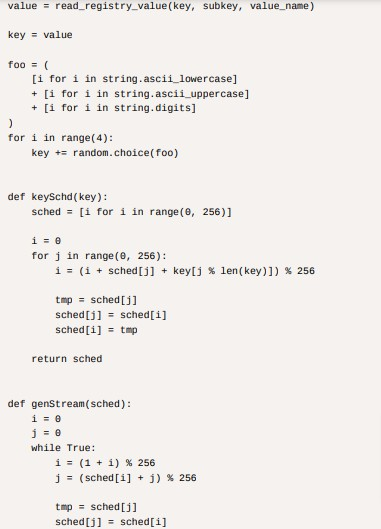 value = read_registry_value(key, subkey, value_name)
key = value
foo = (
    [i for i in string.ascii_lowercase]
    + [i for i in string.ascii_uppercase]
    + [i for i in string.digits]
)
for i in range(4):
    key += random.choice(foo)
def keySchd(key):
    sched = [i for i in range(0, 256)]
    i = 0
    for j in range(0, 256):
        i = (i + sched[j] + key[j % len(key)]) % 256
        tmp = sched[j]
        sched[j] = sched[i]
        sched[i] = tmp
    return sched
def genStream(sched):
    i = 0
    j = 0
    while True:
        i = (1 + i) % 256
        j = (sched[i] + j) % 256
        tmp = sched[j]
        sched[j] = sched[i]